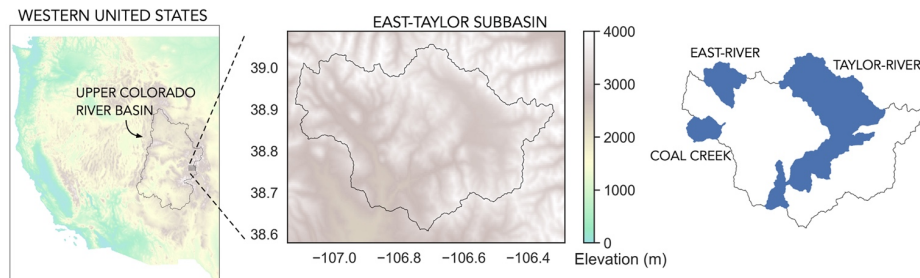 WESTERN UNITED STATES
UPPER COLORADO
RIVER BASIN
EAST-TAYLOR SUBBASIN
39.0
38.9
38.8
38.7
38.6
−107.0
−106.8
−106.6
−106.4
4000
3000
2000
1000
0
Elevation (m)
EAST-RIVER
TAYLOR-RIVER
COAL CREEK